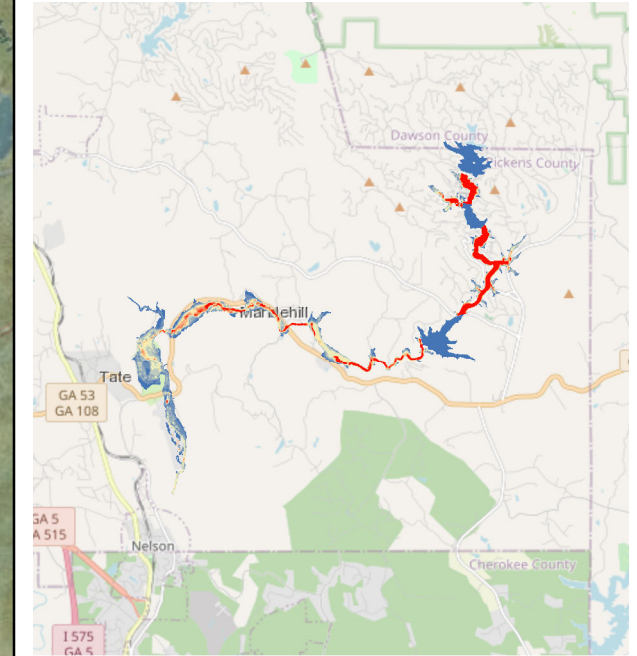 Dawson County
Pickens County
Marblehill
Tate
GA 53
GA 108
GA 5
A 515
Nelson
Cherokee County
I 575
GA 5